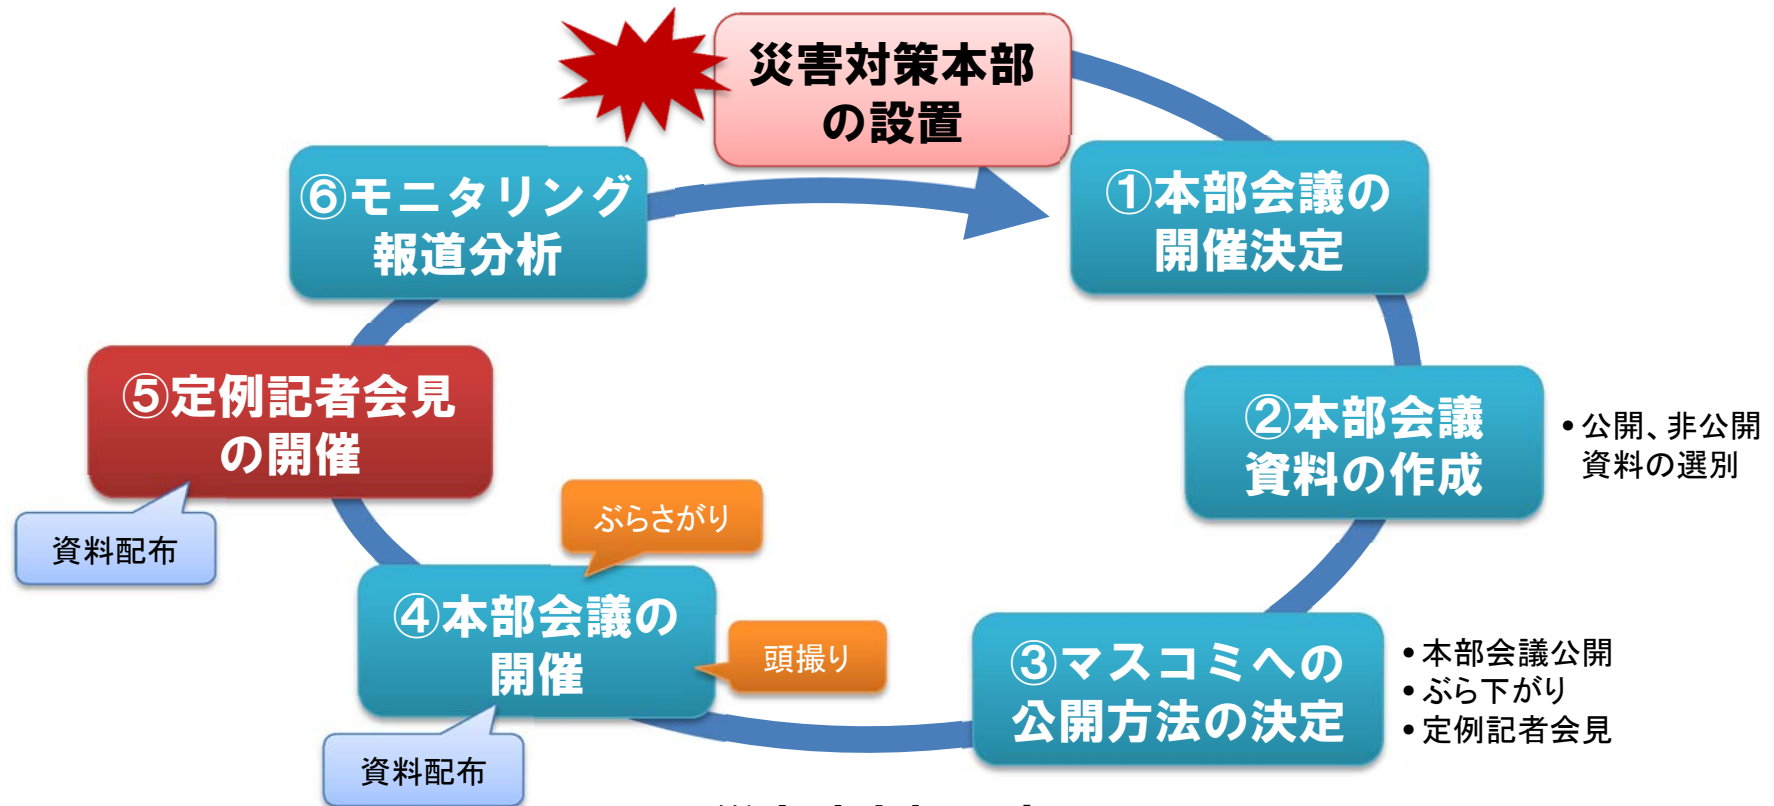 災害対策本部
の設置
①本部会議の
開催決定
②本部会議
資料の作成
•公開、非公開
資料の選別
③マスコミへの
公開方法の決定
•本部会議公開
•ぶら下がり
•定例記者会見
④本部会議の
開催
ぶらさがり
頭撮り
資料配布
⑤定例記者会見
の開催
資料配布
⑥モニタリング
報道分析